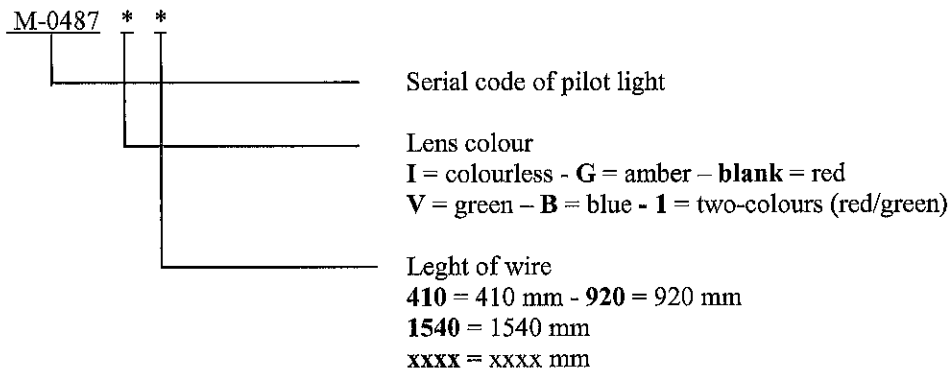 M-0487 * *
Serial code of pilot light
Lens colour
I = colourless - G = amber – blank = red
V = green – B = blue - 1 = two-colours (red/green)
Leght of wire
410 = 410 mm - 920 = 920 mm
1540 = 1540 mm
xxxx = xxxx mm